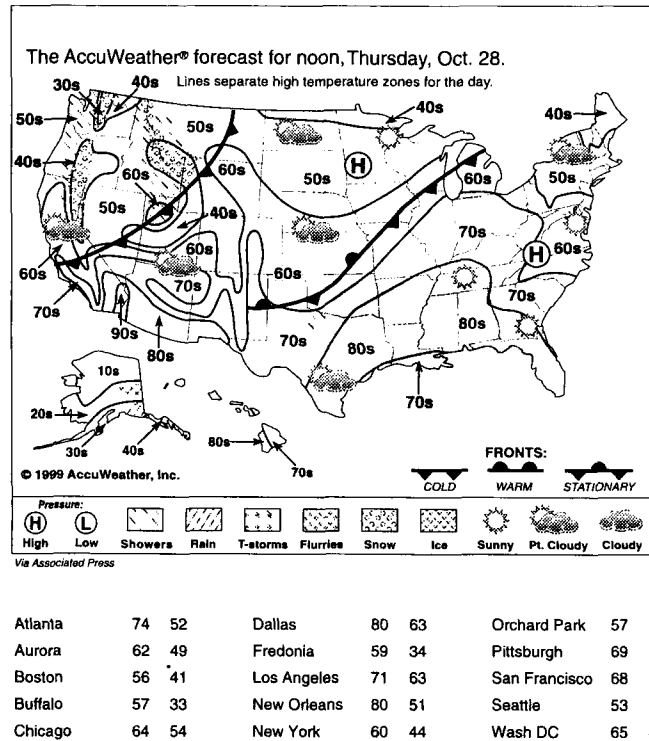 The AccuWeather® forecast for noon, Thursday, Oct. 28.
Lines separate high temperature zones for the day.
30s 40s
50s
40s
50s
60s
50s
40s
60s
50s
40s
40s
50s
60s
70s
60s
60s
60s
70s
90s
80s
70s
60s
70s
80s
70s
80s
70s
10s
20s
30s
40s
80s
70s
H
H
© 1999 AccuWeather, Inc.
FRONTS:
COLD WARM STATIONARY
Pressure:
H L
High Low Showers Rain T-storms Flurries Snow Ice Sunny Pt. Cloudy Cloudy
Via Associated Press
Atlanta 74 52 Dallas 80 63 Orchard Park 57
Aurora 62 49 Fredonia 59 34 Pittsburgh 69
Boston 56 41 Los Angeles 71 63 San Francisco 68
Buffalo 57 33 New Orleans 80 51 Seattle 53
Chicago 64 54 New York 60 44 Wash DC 65